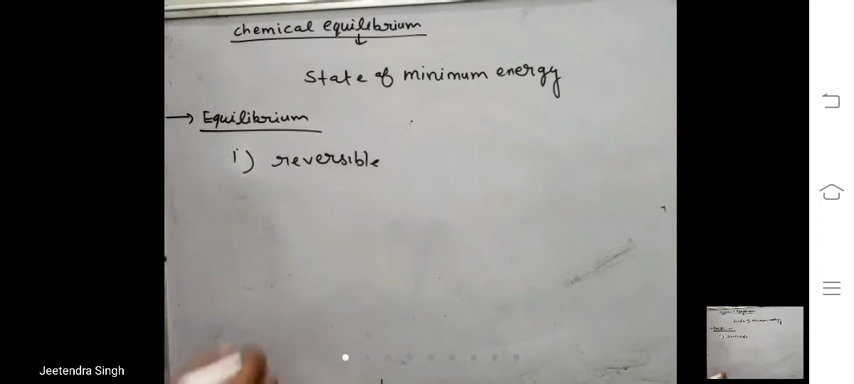 chemical equilibrium
State of minimum energy
→ Equilibrium
i) reversible
Jeetendra Singh